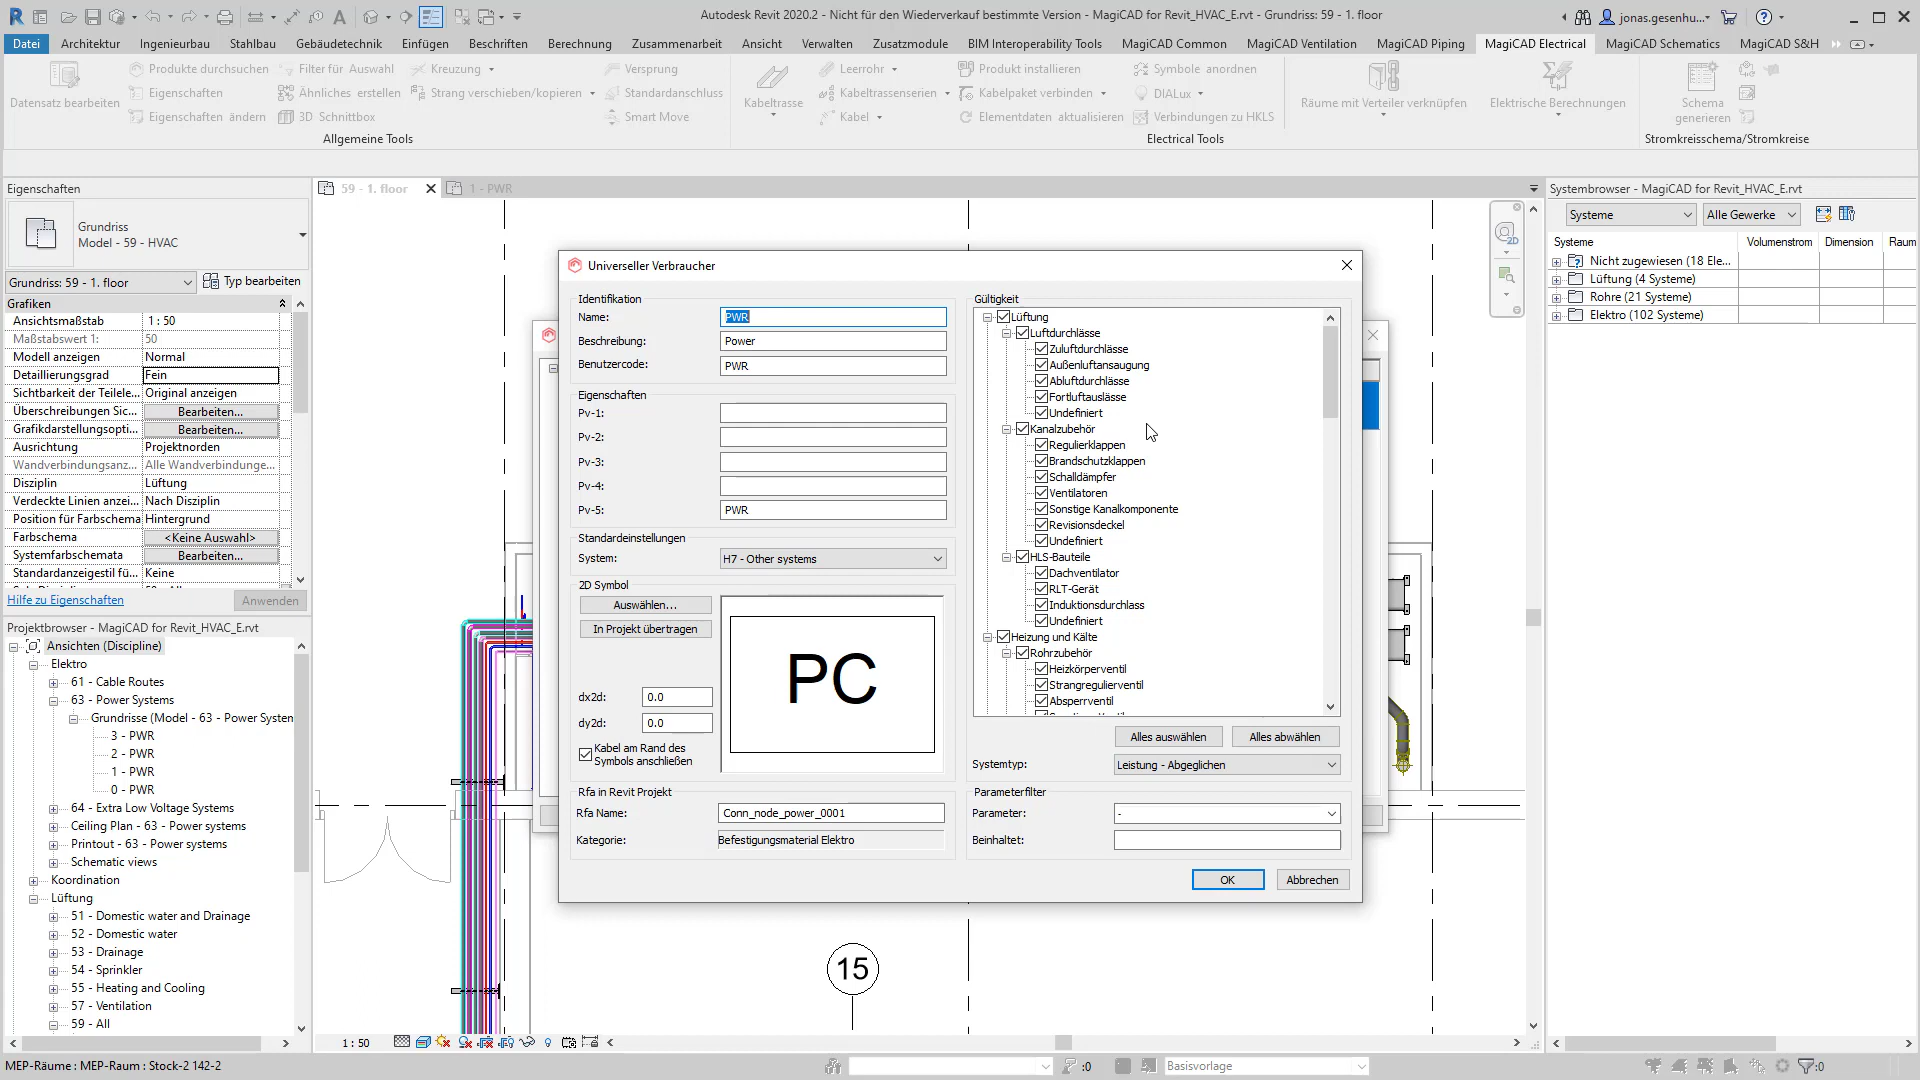 Autodesk Revit 2020.2 - Nicht für den Wiederverkauf bestimmte Version - MagiCAD for Revit_HVAC_E.rvt - Grundriss: 59 - 1. floor
jonas.gesenhu...
Datei Architektur Ingenieurbau Stahlbau Gebäudetechnik Einfügen Beschriften Berechnung Zusammenarbeit Ansicht Verwalten Zusatzmodule BIM Interoperability Tools MagiCAD Common MagiCAD Ventilation MagiCAD Piping MagiCAD Electrical MagiCAD Schematics MagiCAD S&H
Datensatz bearbeiten
Produkte durchsuchen Filter für Auswahl Kreuzung Versprung
Eigenschaften Ähnliches erstellen Strang verschieben/kopieren Standardanschluss
Eigenschaften ändern 3D Schnittbox Smart Move
Kabeltrasse
Leerrohr Produkt installieren Symbole anordnen
Kabeltrassenserien Kabelpaket verbinden DIALux
Kabel Elementdaten aktualisieren Verbindungen zu HKLS
Räume mit Verteiler verknüpfen
Elektrische Berechnungen
Schema generieren
Allgemeine Tools
Electrical Tools
Stromkreisschema/Stromkreise
Eigenschaften
Grundriss
Model - 59 - HVAC
Grundriss: 59 - 1. floor
Typ bearbeiten
Grafiken
Ansichtsmaßstab 1 : 50
Maßstabswert 1: 50
Modell anzeigen Normal
Detaillierungsgrad Fein
Sichtbarkeit der Teilele... Original anzeigen
Überschreibungen Sic... Bearbeiten...
Grafikdarstellungsopti... Bearbeiten...
Ausrichtung Projektnorden
Wandverbindungsanz... Alle Wandverbindunge...
Disziplin Lüftung
Verdeckte Linien anzei... Nach Disziplin
Position für Farbschema Hintergrund
Farbschema <Keine Auswahl>
Systemfarbschemata Bearbeiten...
Standardanzeigestil fü... Keine
Hilfe zu Eigenschaften
Anwenden
Projektbrowser - MagiCAD for Revit_HVAC_E.rvt
Ansichten (Discipline)
Elektro
61 - Cable Routes
63 - Power Systems
Grundrisse (Model - 63 - Power System
3 - PWR
2 - PWR
1 - PWR
0 - PWR
64 - Extra Low Voltage Systems
Ceiling Plan - 63 - Power systems
Printout - 63 - Power systems
Schematic views
Koordination
Lüftung
51 - Domestic water and Drainage
52 - Domestic water
53 - Drainage
54 - Sprinkler
55 - Heating and Cooling
57 - Ventilation
59 - All
59 - 1. floor
1 - PWR
2D
Universeller Verbraucher
Identifikation
Name: PWR
Beschreibung: Power
Benutzercode: PWR
Eigenschaften
Pv-1:
Pv-2:
Pv-3:
Pv-4:
Pv-5: PWR
Standardeinstellungen
System: H7 - Other systems
2D Symbol
Auswählen...
In Projekt übertragen
PC
dx2d: 0.0
dy2d: 0.0
Kabel am Rand des
Symbols anschließen
Rfa in Revit Projekt
Rfa Name: Conn_node_power_0001
Kategorie: Befestigungsmaterial Elektro
Gültigkeit
Lüftung
Luftdurchlässe
Zuluftdurchlässe
Außenluftansaugung
Abluftdurchlässe
Fortluftauslässe
Undefiniert
Kanalzubehör
Regulierklappen
Brandschutzklappen
Schalldämpfer
Ventilatoren
Sonstige Kanalkomponente
Revisionsdeckel
Undefiniert
HLS-Bauteile
Dachventilator
RLT-Gerät
Induktionsdurchlass
Undefiniert
Heizung und Kälte
Rohrzubehör
Heizkörperventil
Strangregulierventil
Absperrventil
Alles auswählen
Alles abwählen
Systemtyp: Leistung - Abgeglichen
Parameterfilter
Parameter: -
Beinhaltet:
OK
Abbrechen
15
Systembrowser - MagiCAD for Revit_HVAC_E.rvt
Systeme Alle Gewerke
Systeme Volumenstrom Dimension Raum
Nicht zugewiesen (18 Ele...
Lüftung (4 Systeme)
Rohre (21 Systeme)
Elektro (102 Systeme)
1 : 50
MEP-Räume : MEP-Raum : Stock-2 142-2
:0
Basisvorlage
:0